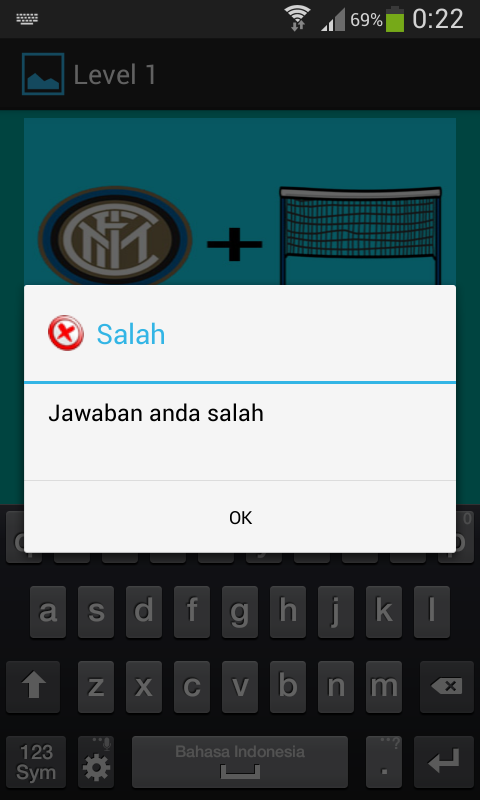 69% 0:22
Level 1
Salah
Jawaban anda salah
OK
a s d f g h j k l
z x c v b n m
123 Bahasa Indonesia . ?
Sym